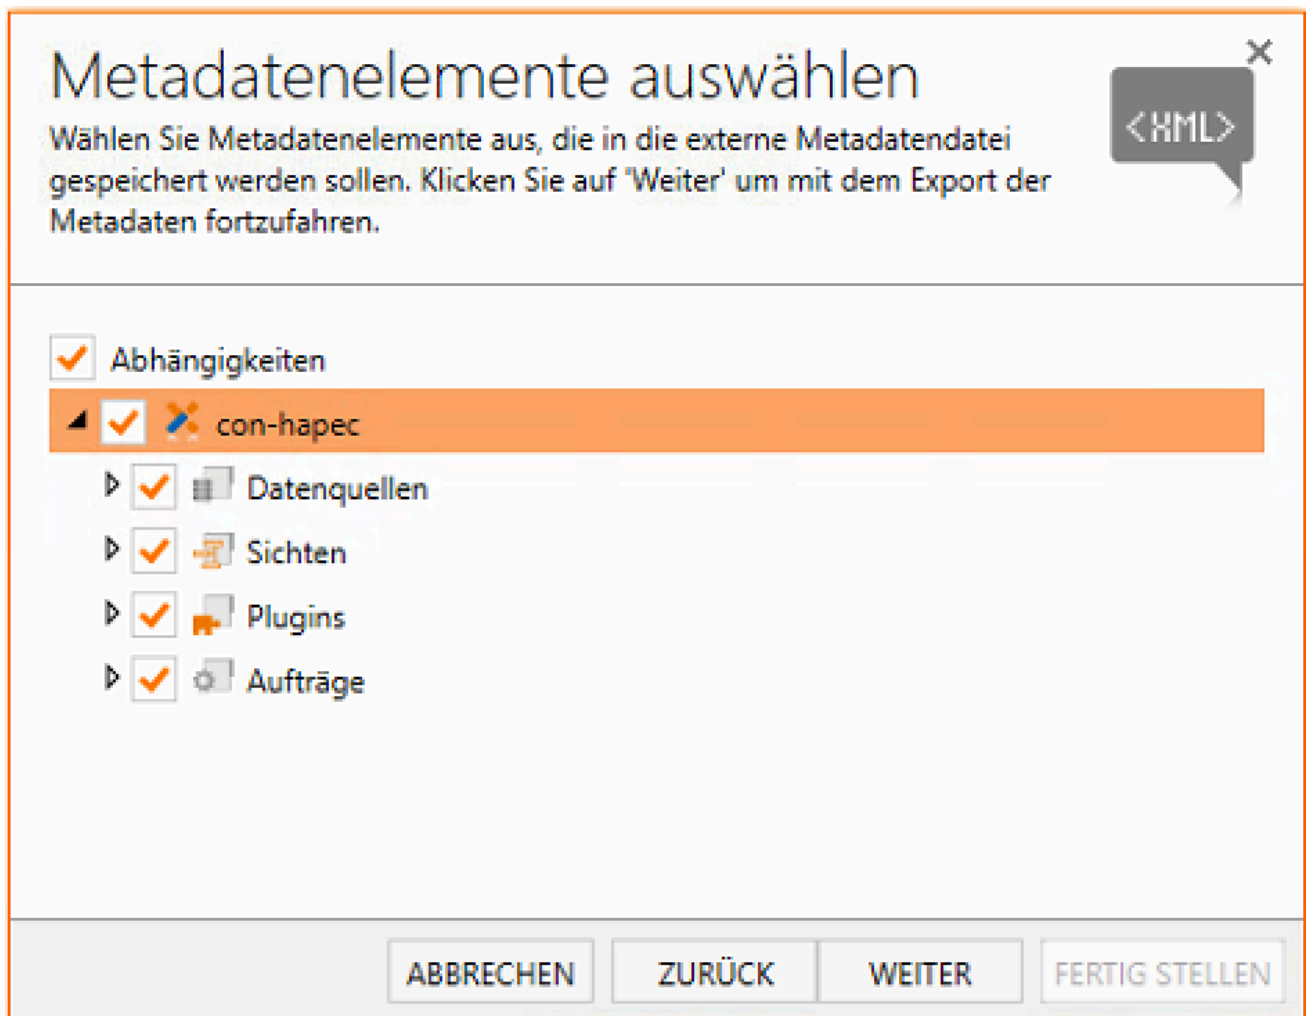 Metadatenelemente auswählen
<XML>
Wählen Sie Metadatenelemente aus, die in die externe Metadatendatei
gespeichert werden sollen. Klicken Sie auf 'Weiter' um mit dem Export der
Metadaten fortzufahren.
Abhängigkeiten
con-hapec
Datenquellen
Sichten
Plugins
Aufträge
ABBRECHEN ZURÜCK WEITER FERTIG STELLEN